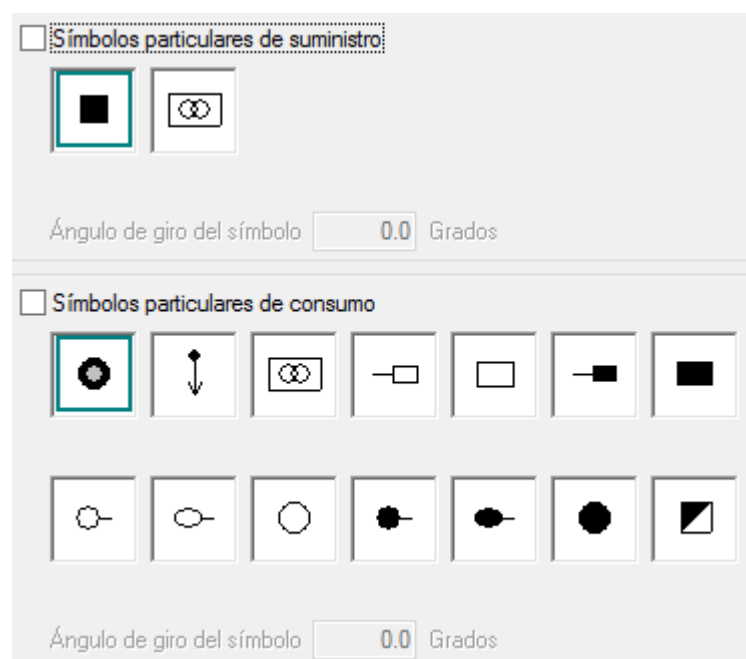 Símbolos particulares de suministro
Ángulo de giro del símbolo 0.0 Grados
Símbolos particulares de consumo
Ángulo de giro del símbolo 0.0 Grados